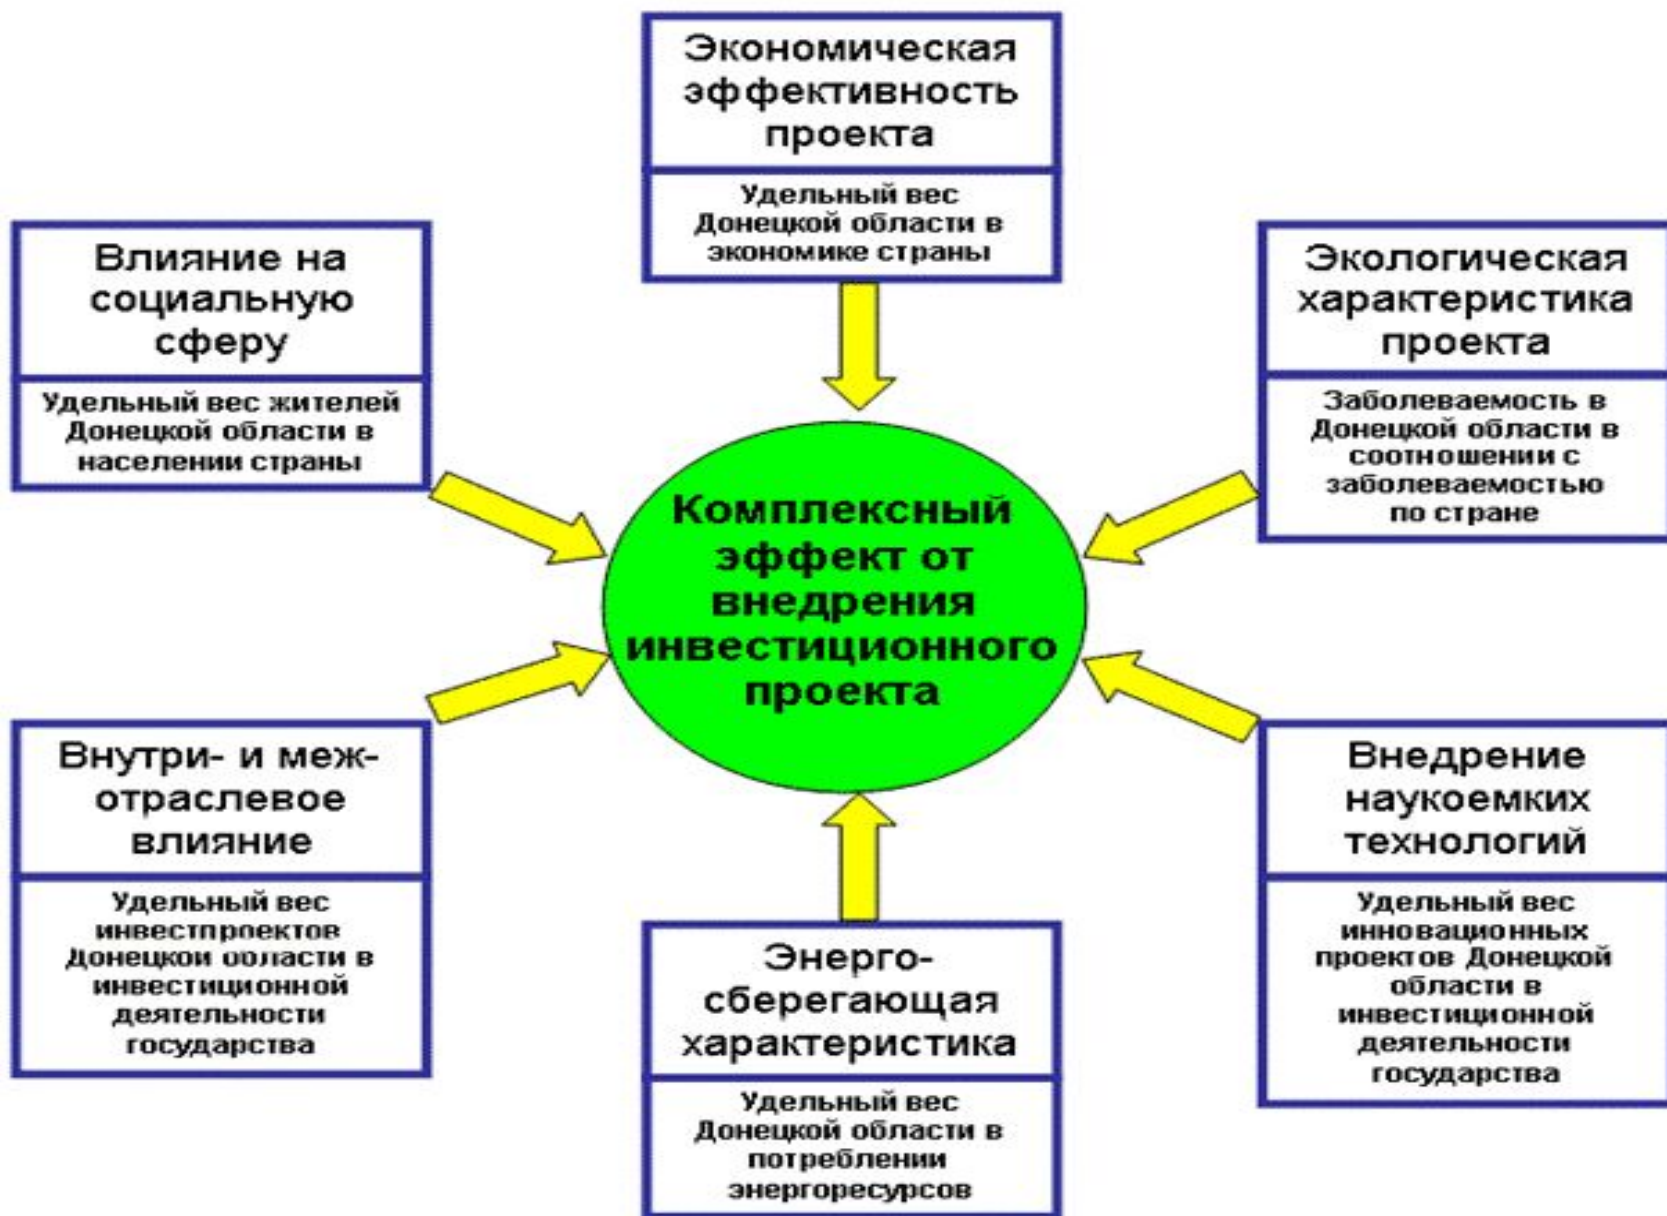 Экономическая
эффективность
проекта
Удельный вес
Донецкой области в
экономике страны
Влияние на
социальную
сферу
Удельный вес жителей
Донецкой области в
населении страны
Экологическая
характеристика
проекта
Заболеваемость в
Донецкой области в
соотношении с
заболеваемостью
по стране
Комплексный
эффект от
внедрения
инвестиционного
проекта
Внутри- и меж-
отраслевое
влияние
Удельный вес
инвестпроектов
Донецкой области в
инвестиционной
деятельности
государства
Энерго-
сберегающая
характеристика
Удельный вес
Донецкой области в
потреблении
энергоресурсов
Внедрение
наукоемких
технологий
Удельный вес
инновационных
проектов Донецкой
области в
инвестиционной
деятельности
государства